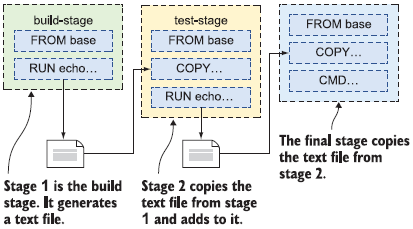 build-stage
FROM base
RUN echo...
test-stage
FROM base
COPY...
RUN echo...
FROM base
COPY...
CMD...
Stage 1 is the build
stage. It generates
a text file.
Stage 2 copies the
text file from stage
1 and adds to it.
The final stage copies
the text file from
stage 2.